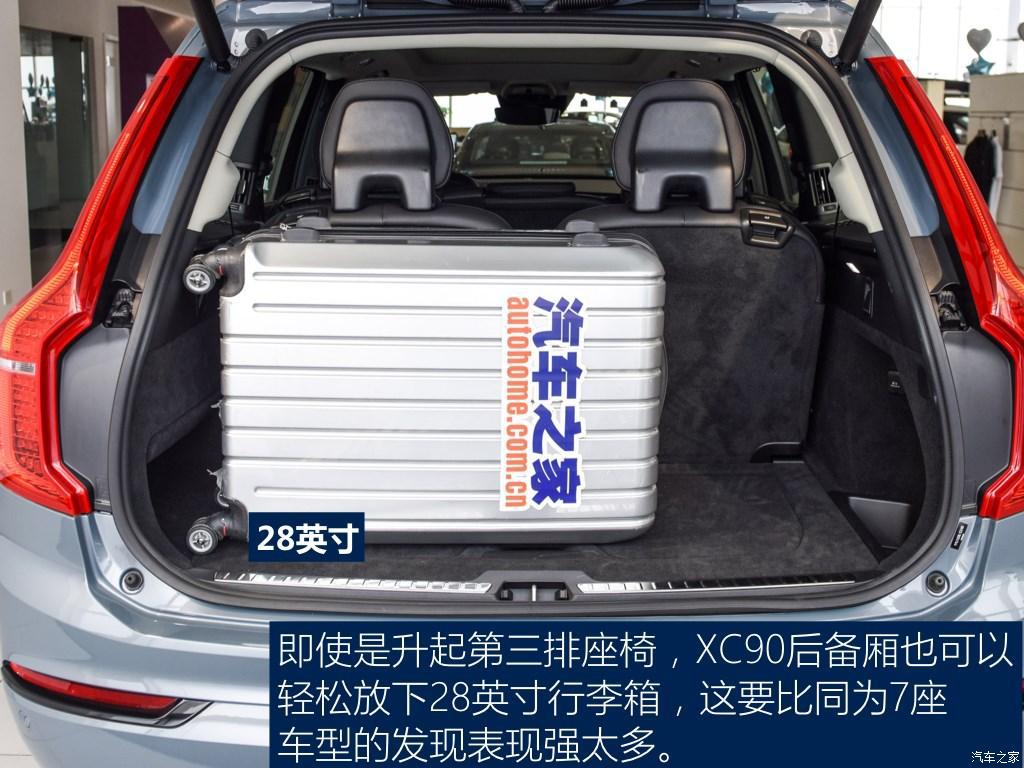 汽车之家
autohome.com.cn
28英寸
即使是升起第三排座椅，XC90后备厢也可以
轻松放下28英寸行李箱，这要比同为7座
车型的发现表现强太多。
汽车之家